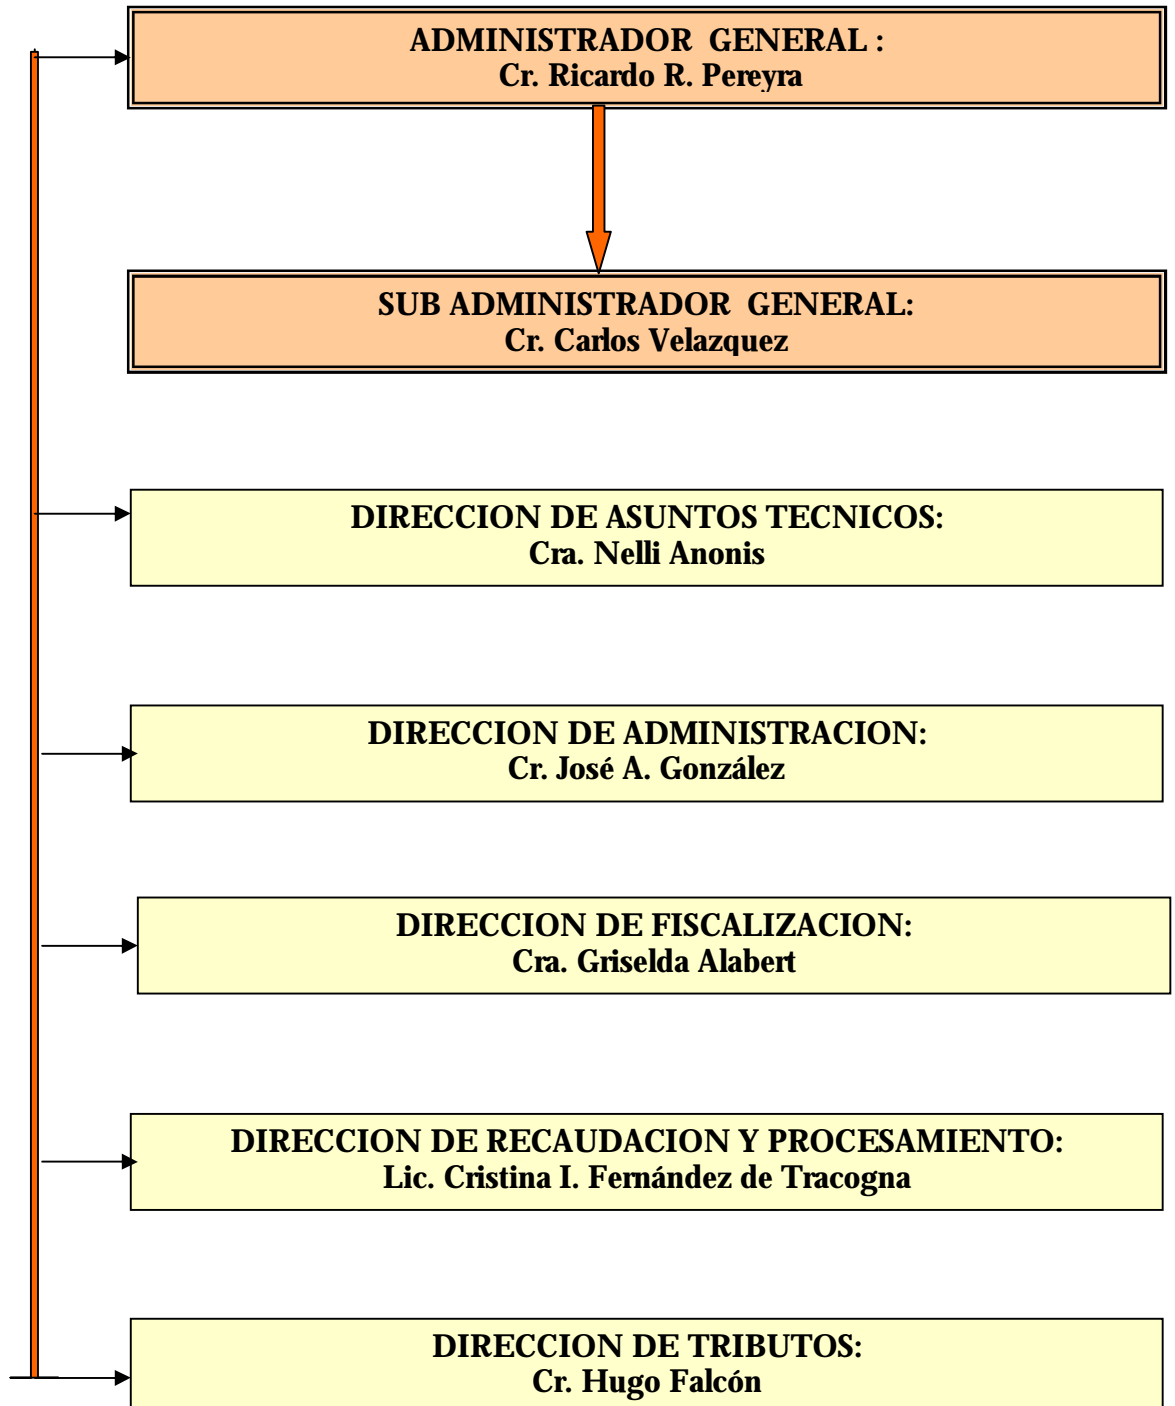 ADMINISTRADOR GENERAL :
Cr. Ricardo R. Pereyra
SUB ADMINISTRADOR GENERAL:
Cr. Carlos Velazquez
DIRECCION DE ASUNTOS TECNICOS:
Cra. Nelli Anonis
DIRECCION DE ADMINISTRACION:
Cr. José A. González
DIRECCION DE FISCALIZACION:
Cra. Griselda Alabert
DIRECCION DE RECAUDACION Y PROCESAMIENTO:
Lic. Cristina I. Fernández de Tracogna
DIRECCION DE TRIBUTOS:
Cr. Hugo Falcón